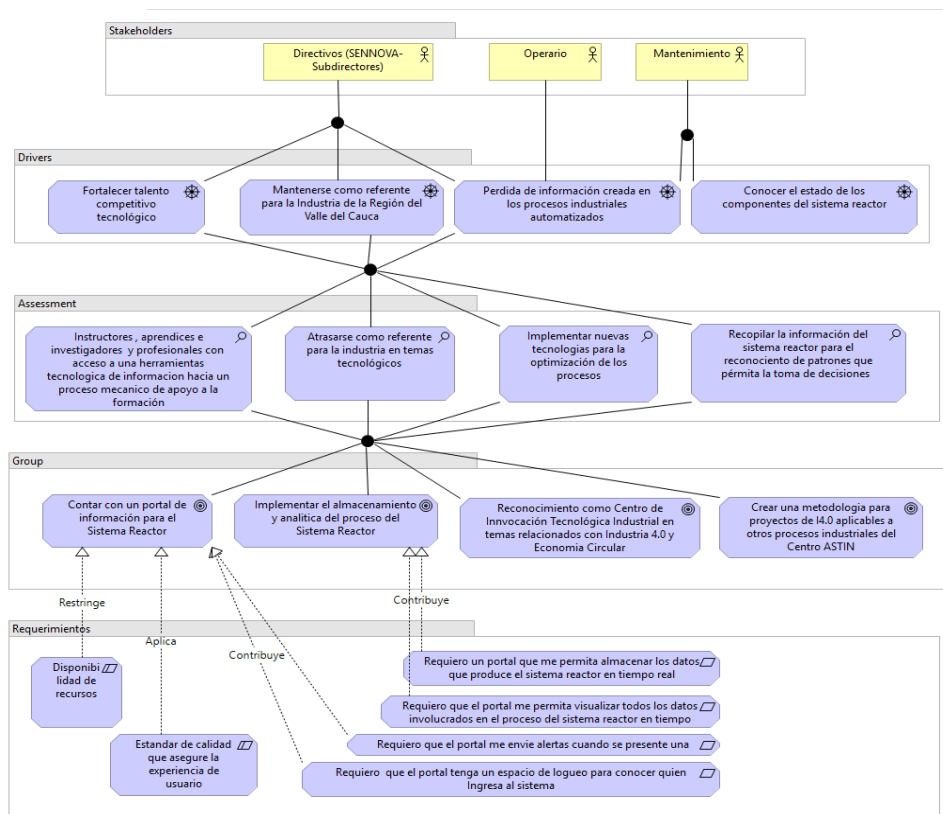 Stakeholders
Directivos (SENNOVA-
Subdirectores)
Operario
Mantenimiento
Drivers
Fortalecer talento
competitivo
tecnológico
Mantenerse como referente
para la Industria de la Región del
Valle del Cauca
Perdida de información creada en
los procesos industriales
automatizados
Conocer el estado de los
componentes del sistema reactor
Assessment
Instructores , aprendices e
investigadores y profesionales con
acceso a una herramientas
tecnologica de informacion hacia un
proceso mecanico de apoyo a la
formación
Atrasarse como referente
para la industria en temas
tecnológicos
Implementar nuevas
tecnologias para la
optimización de los
procesos
Recopilar la información del
sistema reactor para el
reconociento de patrones que
pérmita la toma de decisiones
Group
Contar con un portal de
información para el
Sistema Reactor
Implementar el almacenamiento
y analitica del proceso del
Sistema Reactor
Reconocimiento como Centro de
Innvocación Tecnológica Industrial en
temas relacionados con Industria 4.0 y
Economia Circular
Crear una metodologia para
proyectos de I4.0 aplicables a
otros procesos industriales del
Centro ASTIN
Restringe
Aplica
Contribuye
Contribuye
Requerimientos
Disponibi
lidad de
recursos
Estandar de calidad
que asegure la
experiencia de
usuario
Requiero un portal que me permita almacenar los datos
que produce el sistema reactor en tiempo real
Requiero que el portal me permita visualizar todos los datos
involucrados en el proceso del sistema reactor en tiempo
Requiero que el portal me envie alertas cuando se presente una
Requiero que el portal tenga un espacio de logueo para conocer quien
Ingresa al sistema